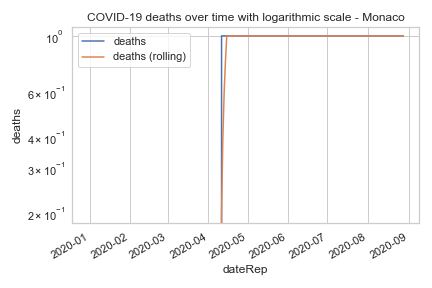 COVID-19 deaths over time with logarithmic scale - Monaco
deaths
deaths (rolling)
10⁰
6 × 10⁻¹
4 × 10⁻¹
3 × 10⁻¹
2 × 10⁻¹
deaths
2020-01
2020-02
2020-03
2020-04
2020-05
2020-06
2020-07
2020-08
2020-09
dateRep